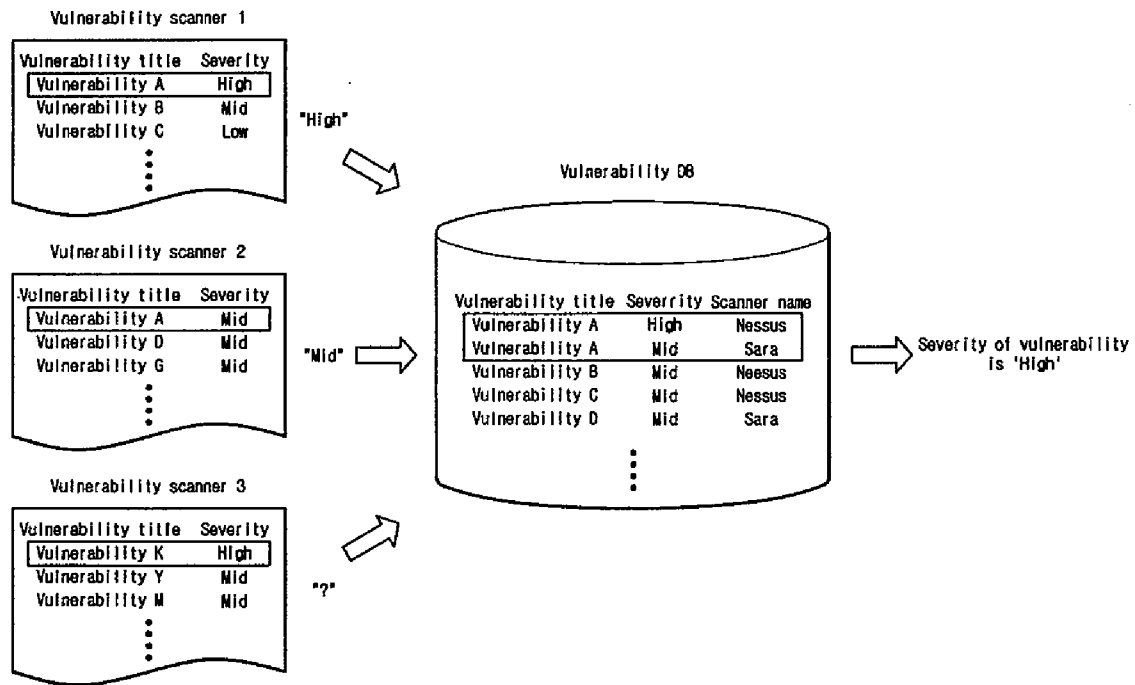 Vulnerability scanner 1
Vulnerability title Severity
Vulnerability A High
Vulnerability B Mid
Vulnerability C Low
"High"
Vulnerability scanner 2
Vulnerability title Severity
Vulnerability A Mid
Vulnerability D Mid
Vulnerability G Mid
"Mid"
Vulnerability scanner 3
Vulnerability title Severity
Vulnerability K High
Vulnerability Y Mid
Vulnerability M Mid
"?"
Vulnerability DB
Vulnerability title Severrity Scanner name
Vulnerability A High Nessus
Vulnerability A Mid Sara
Vulnerability B Mid Neesus
Vulnerability C Mid Nessus
Vulnerability D Mid Sara
Severity of vulnerability
is 'High'